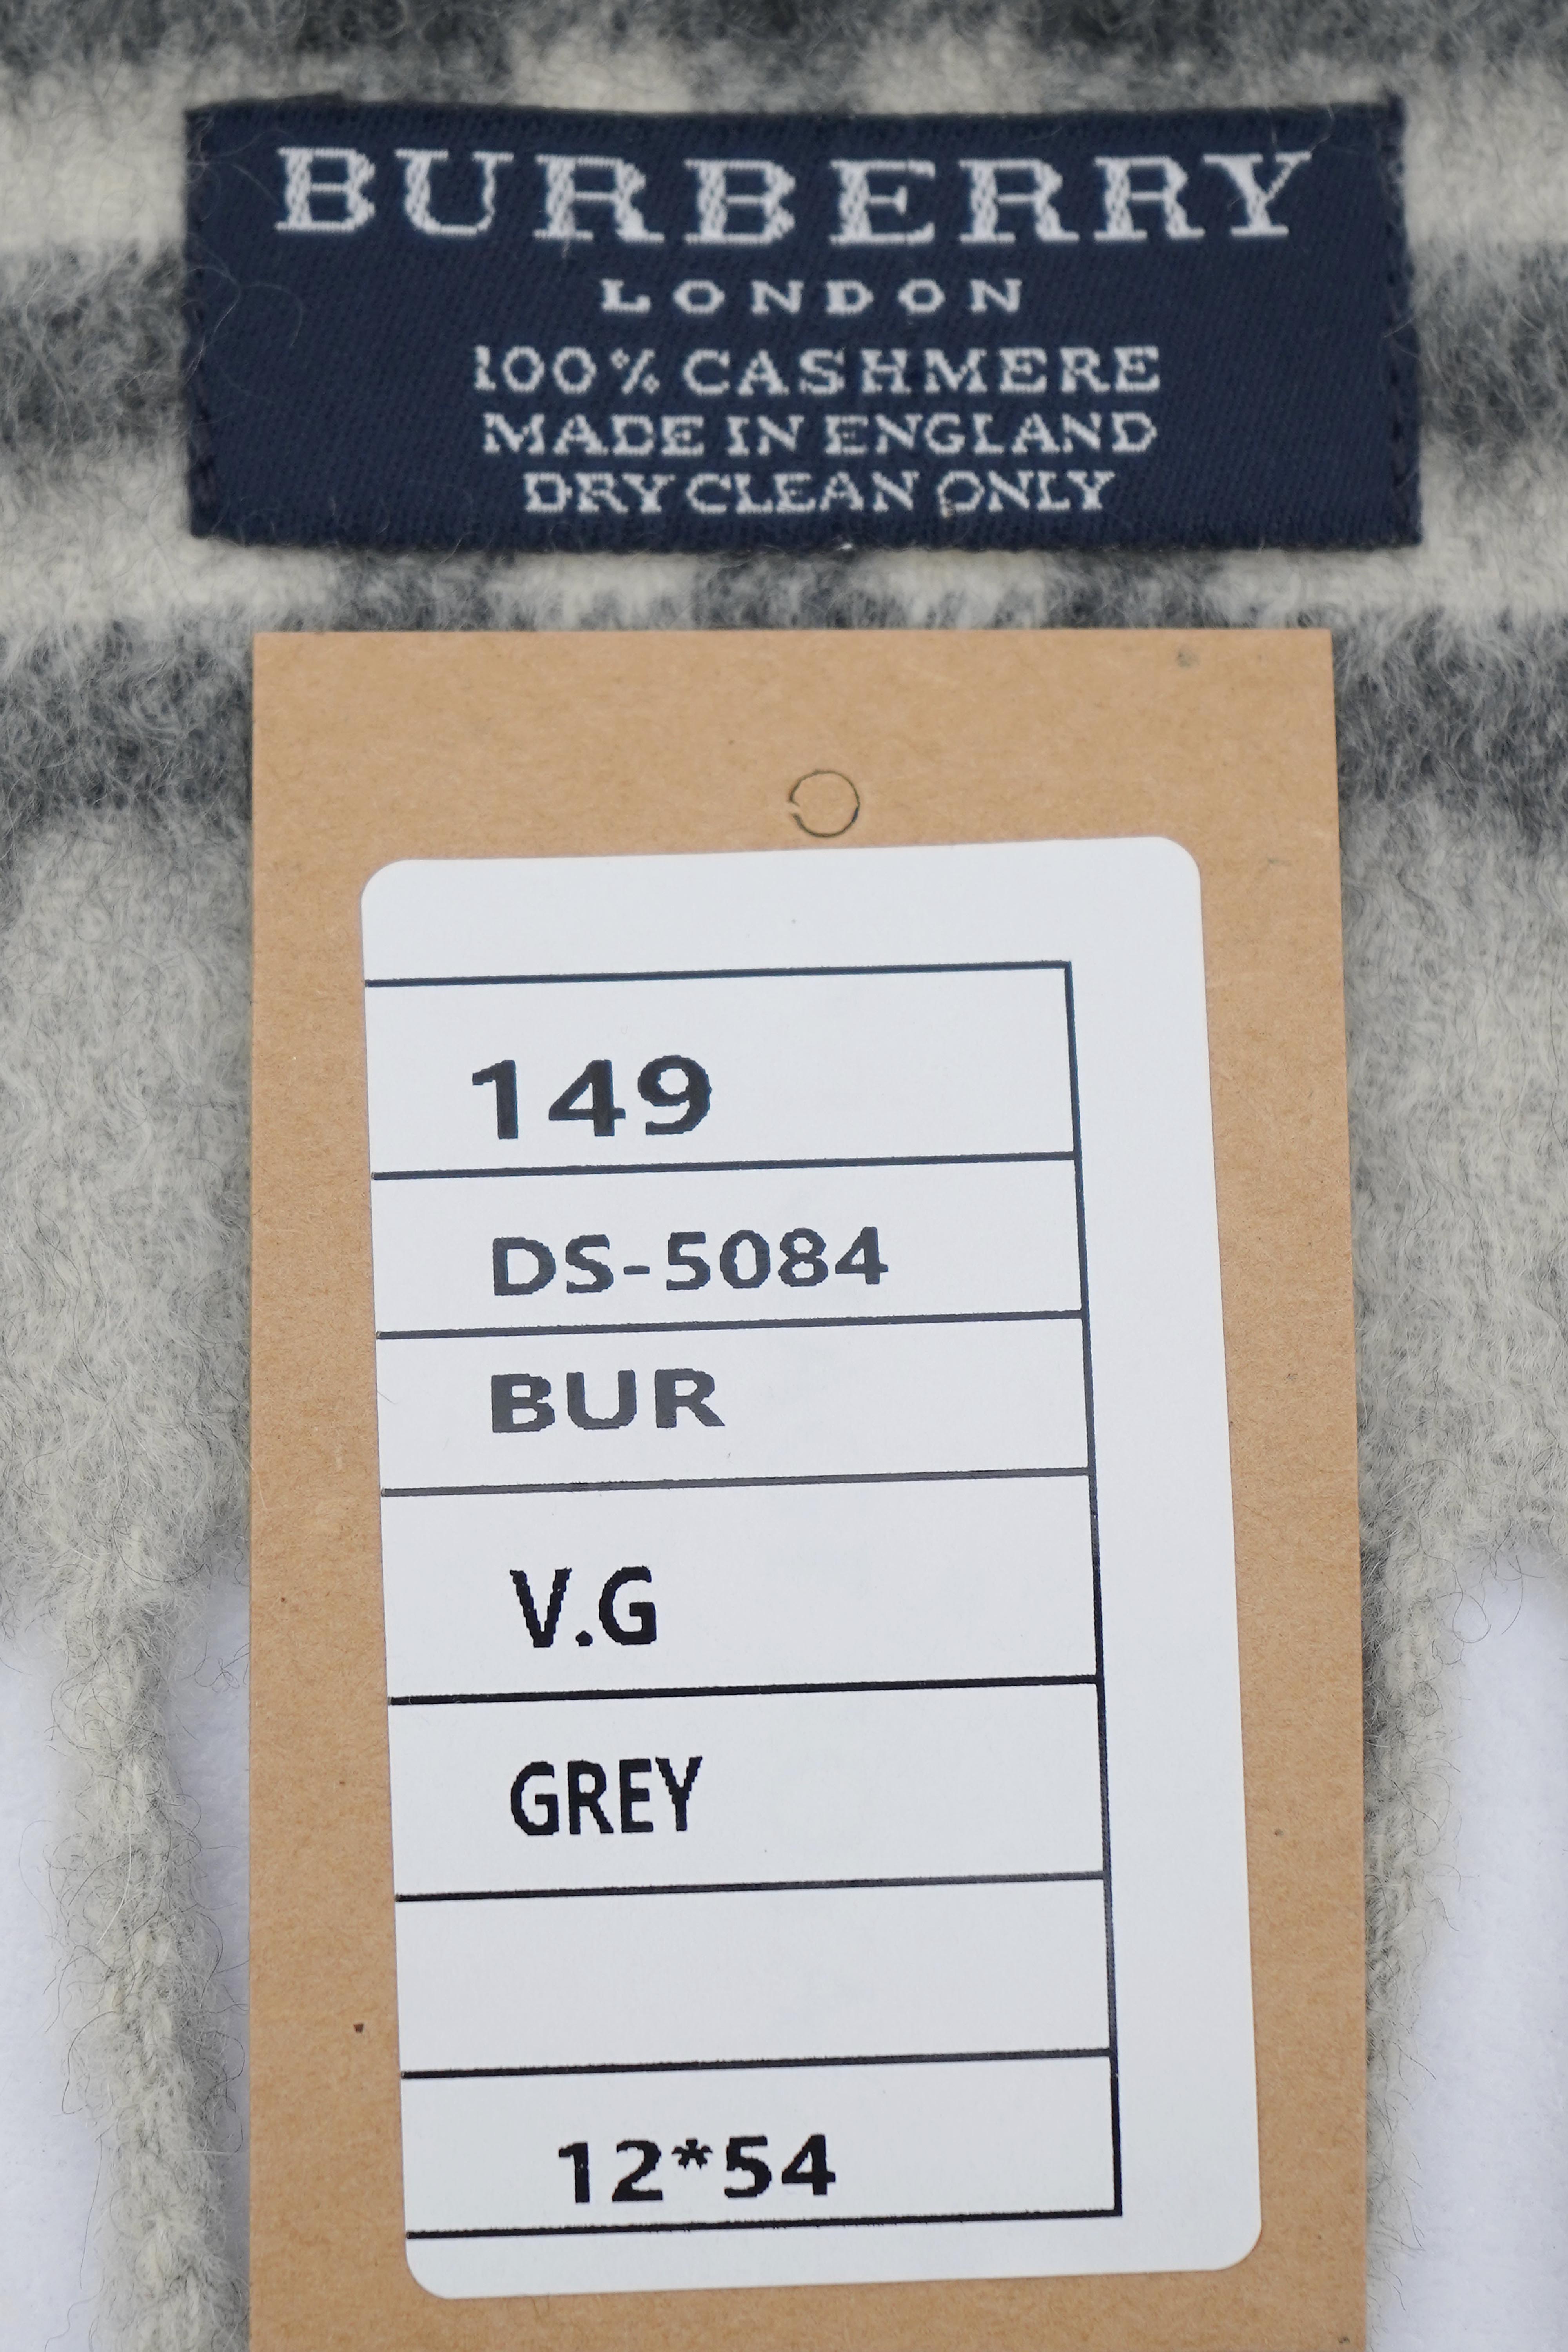 BURBERRY
LONDON
100% CASHMERE
MADE IN ENGLAND
DRY CLEAN ONLY
149
DS-5084
BUR
V.G
GREY
12*54